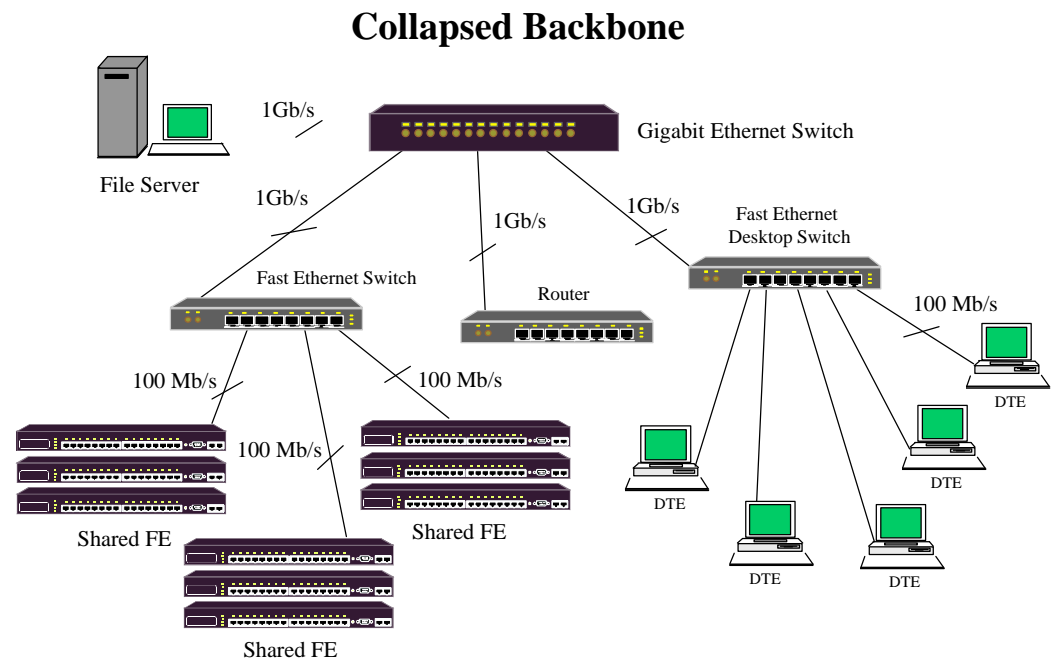 Collapsed Backbone
1Gb/s
Gigabit Ethernet Switch
File Server
1Gb/s
1Gb/s
1Gb/s
Fast Ethernet
Desktop Switch
Fast Ethernet Switch
Router
100 Mb/s
100 Mb/s
100 Mb/s
DTE
100 Mb/s
DTE
DTE
Shared FE
Shared FE
DTE
DTE
Shared FE